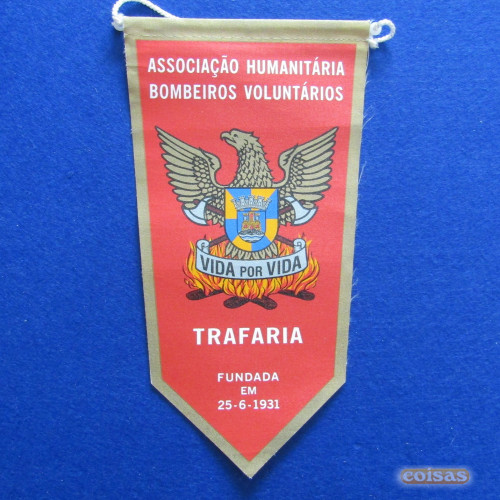 ASSOCIAÇÃO HUMANITÁRIA
BOMBEIROS VOLUNTÁRIOS
VIDA POR VIDA
TRAFARIA
FUNDADA
EM
25-6-1931
coisas